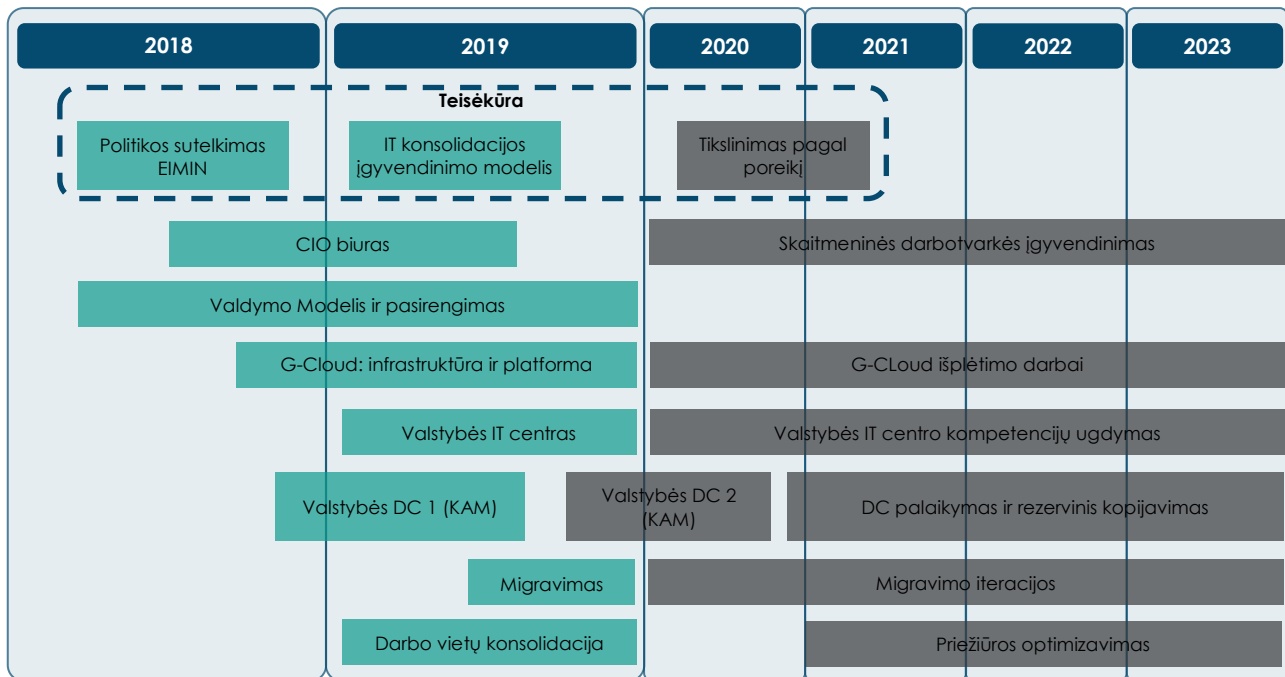 2018
2019
2020
2021
2022
2023
Teisėkūra
Politikos sutelkimas
EIMIN
IT konsolidacijos
įgyvendinimo modelis
Tikslinimas pagal
poreikį
CIO biuras
Skaitmeninės darbotvarkės įgyvendinimas
Valdymo Modelis ir pasirengimas
G-Cloud: infrastruktūra ir platforma
G-CLoud išplėtimo darbai
Valstybės IT centras
Valstybės IT centro kompetencijų ugdymas
Valstybės DC 1 (KAM)
Valstybės DC 2
(KAM)
DC palaikymas ir rezervinis kopijavimas
Migravimas
Migravimo iteracijos
Darbo vietų konsolidacija
Priežiūros optimizavimas